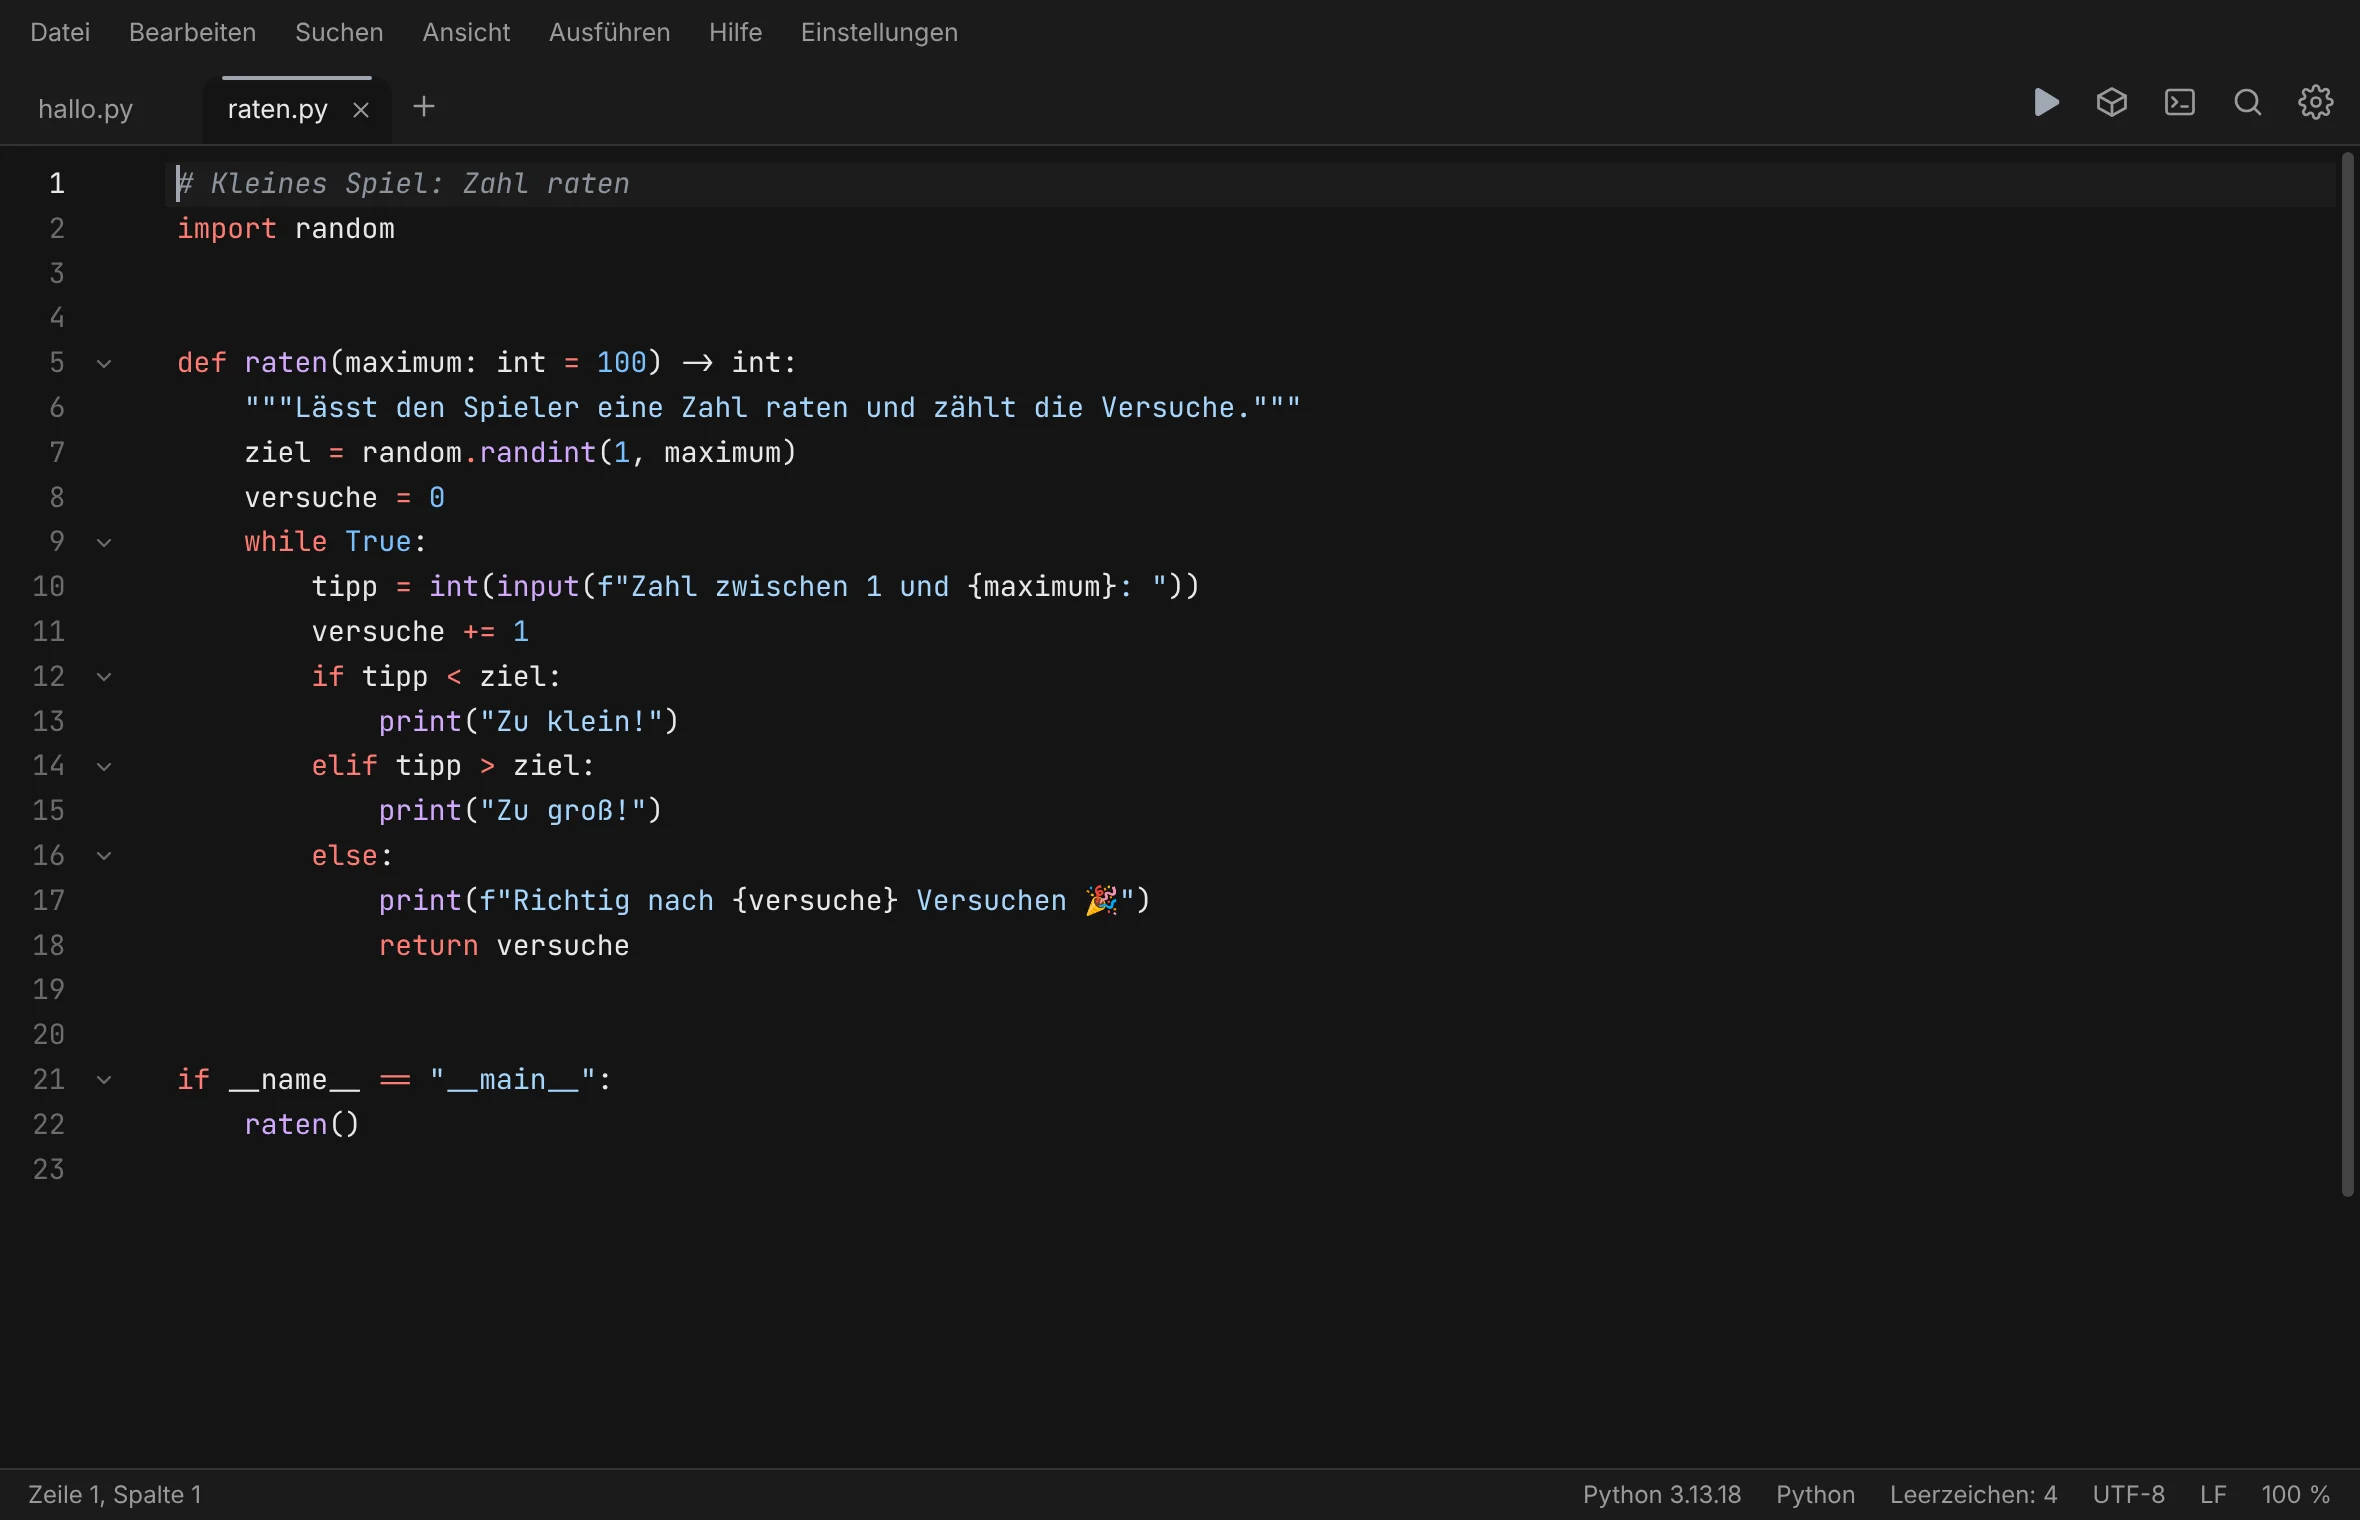 Datei Bearbeiten Suchen Ansicht Ausführen Hilfe Einstellungen
hallo.py raten.py
1 # Kleines Spiel: Zahl raten
2 import random
3
4
5 def raten(maximum: int = 100) -> int:
6     """Lässt den Spieler eine Zahl raten und zählt die Versuche."""
7     ziel = random.randint(1, maximum)
8     versuche = 0
9     while True:
10         tipp = int(input(f"Zahl zwischen 1 und {maximum}: "))
11         versuche += 1
12         if tipp < ziel:
13             print("Zu klein!")
14         elif tipp > ziel:
15             print("Zu groß!")
16         else:
17             print(f"Richtig nach {versuche} Versuchen 🎉")
18             return versuche
19
20
21 if __name__ == "__main__":
22     raten()
23
Zeile 1, Spalte 1 Python 3.13.18 Python Leerzeichen: 4 UTF-8 LF 100 %